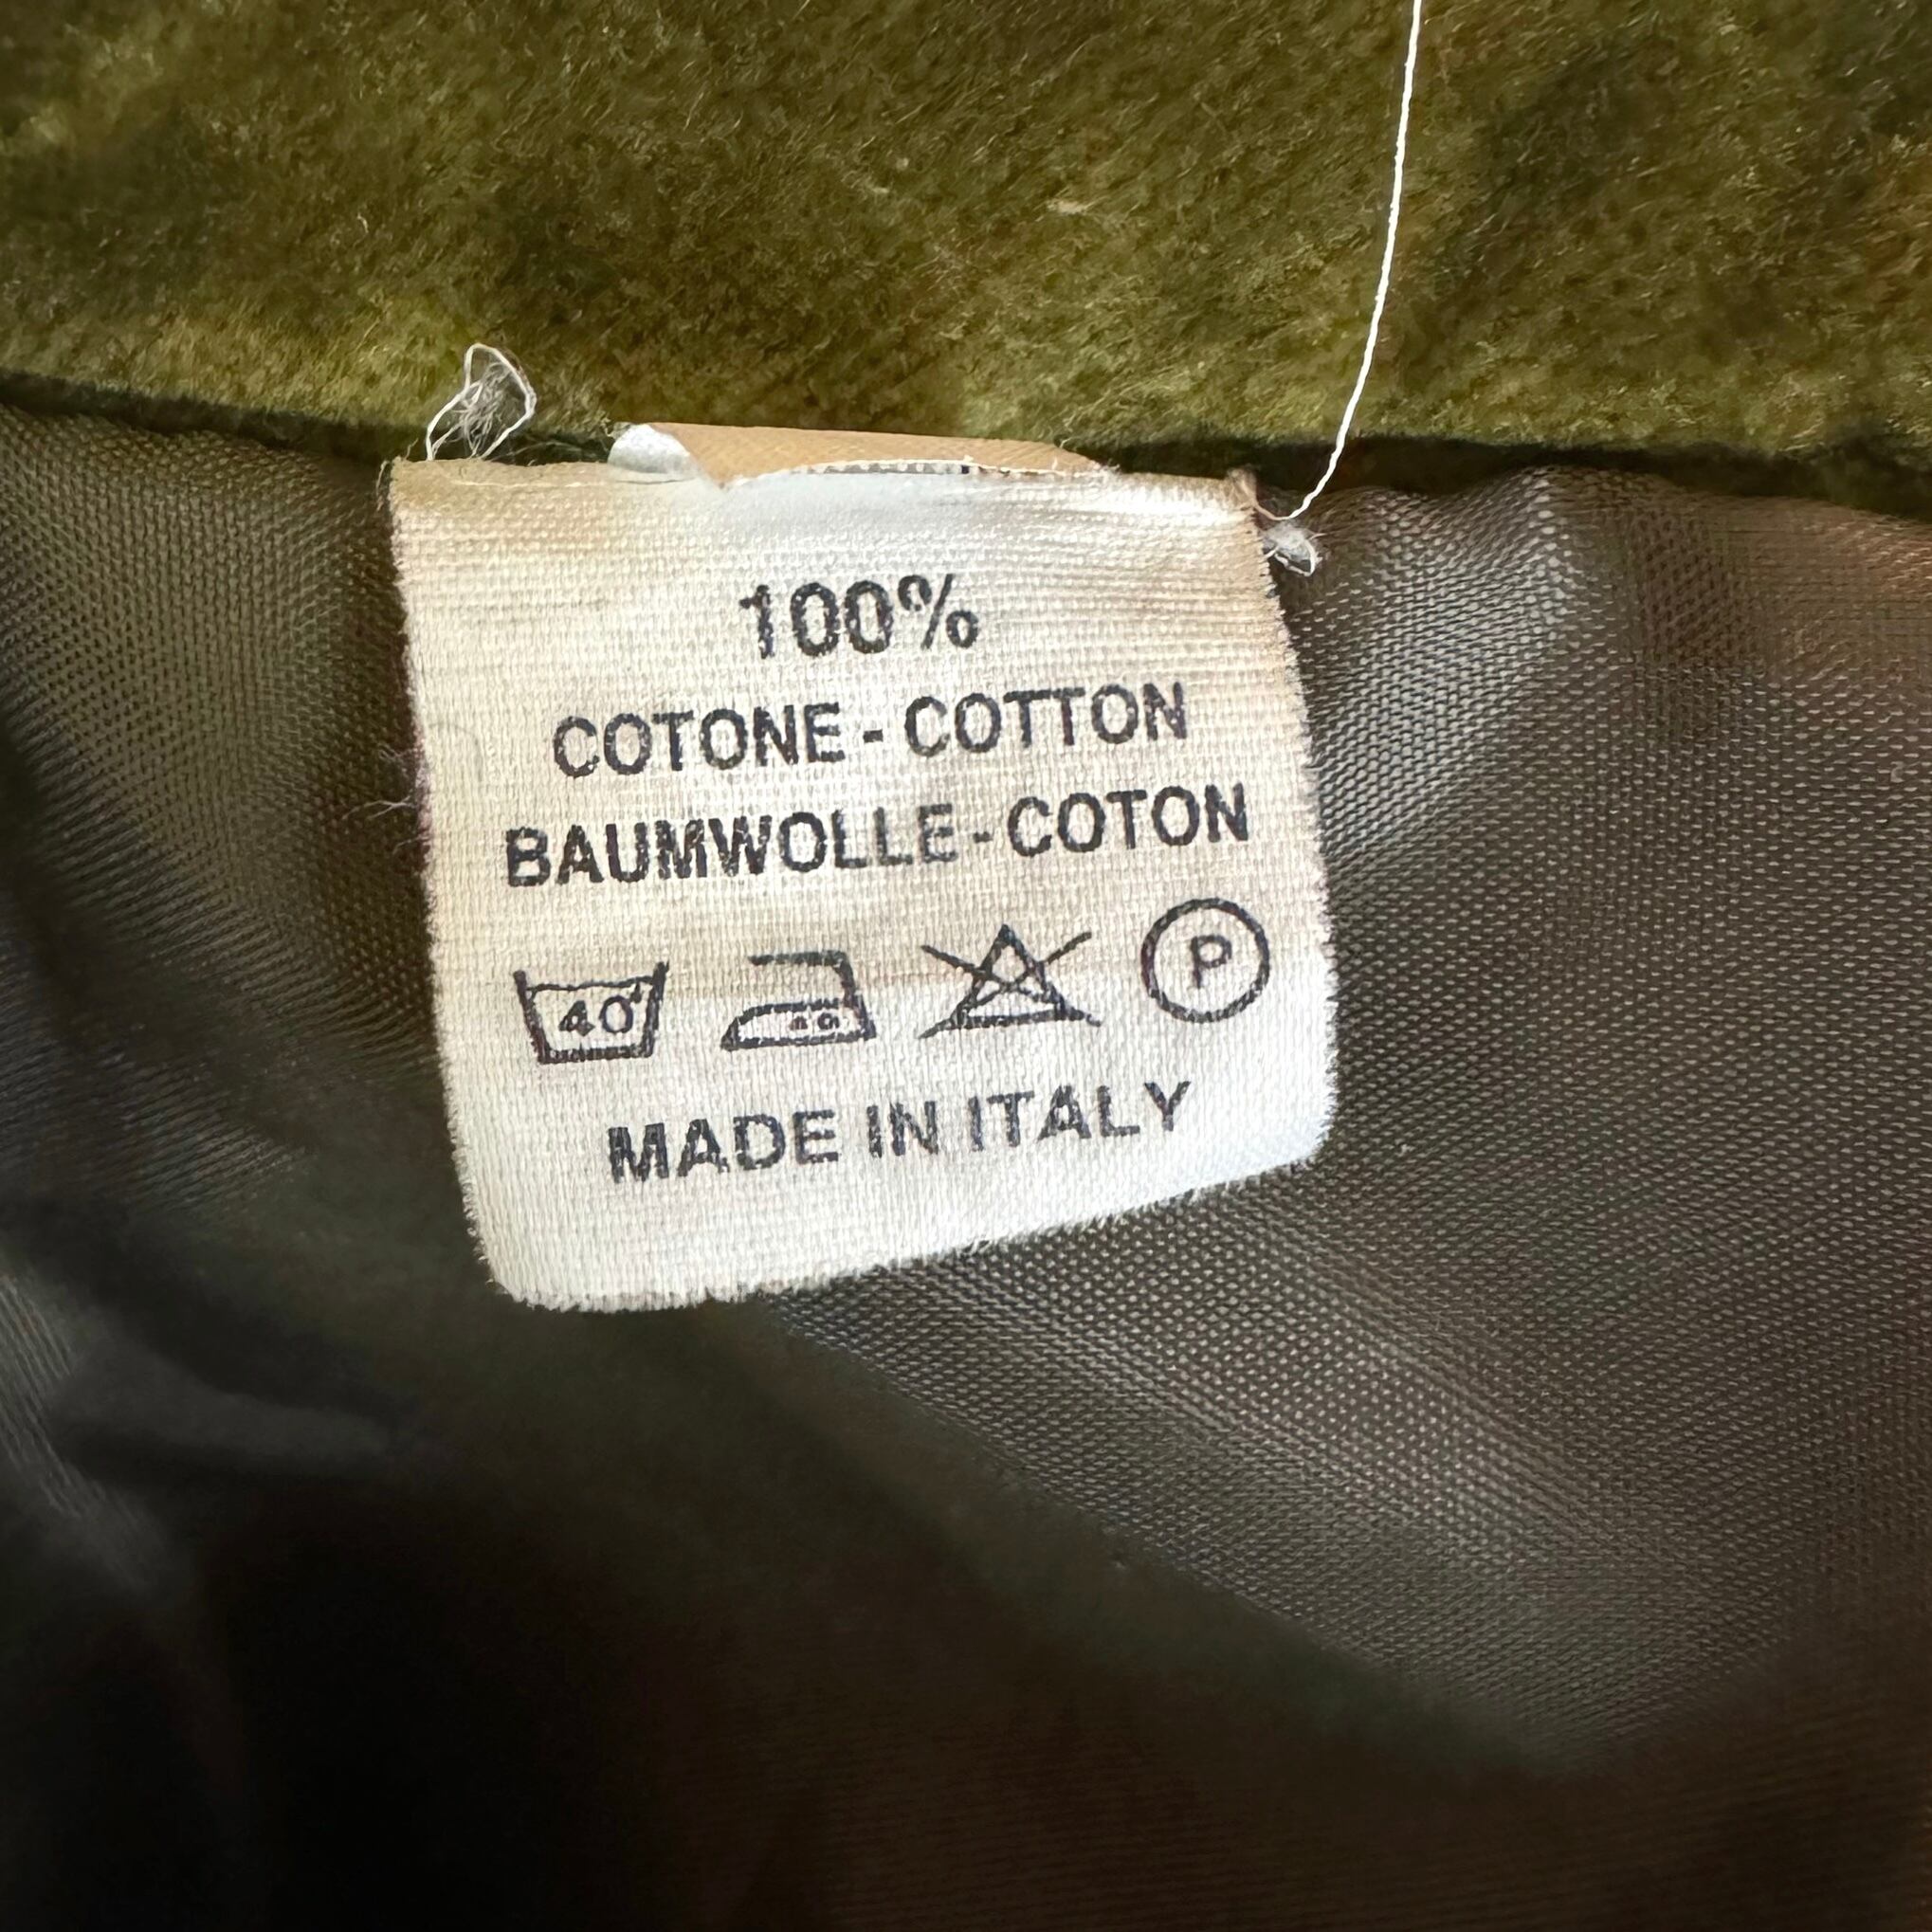 100%
COTONE - COTTON
BAUMWOLLE - COTON
40° P
MADE IN ITALY